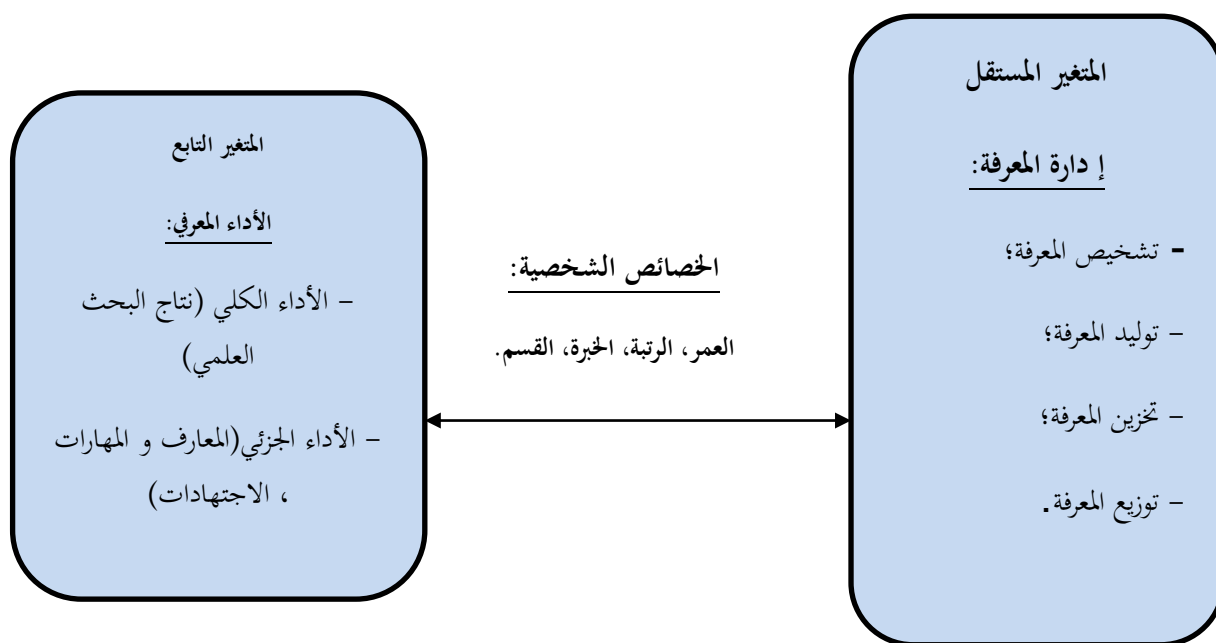 المتغير المستقل
إ دارة المعرفة:
- تشخيص المعرفة؛
- توليد المعرفة؛
- تخزين المعرفة؛
- توزيع المعرفة.
الخصائص الشخصية:
العمر، الرتبة، الخبرة، القسم.
المتغير التابع
الأداء المعرفي:
- الأداء الكلي (نتاج البحث
العلمي)
- الأداء الجزئي(المعارف و المهارات
، الاجتهادات)